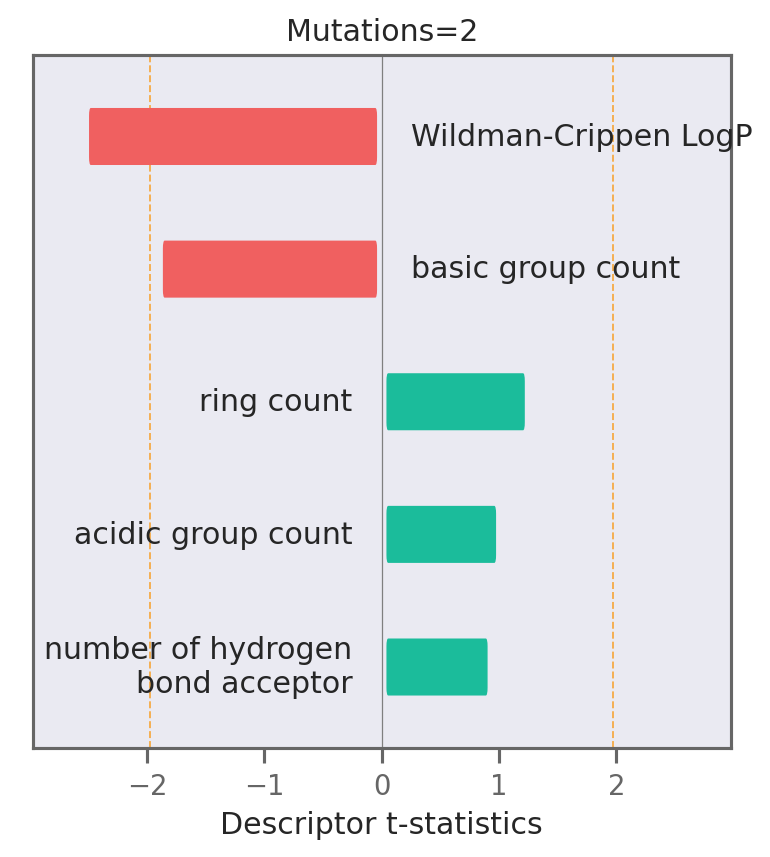 Mutations=2
Wildman-Crippen LogP
basic group count
ring count
acidic group count
number of hydrogen
bond acceptor
−2 −1 0 1 2
Descriptor t-statistics